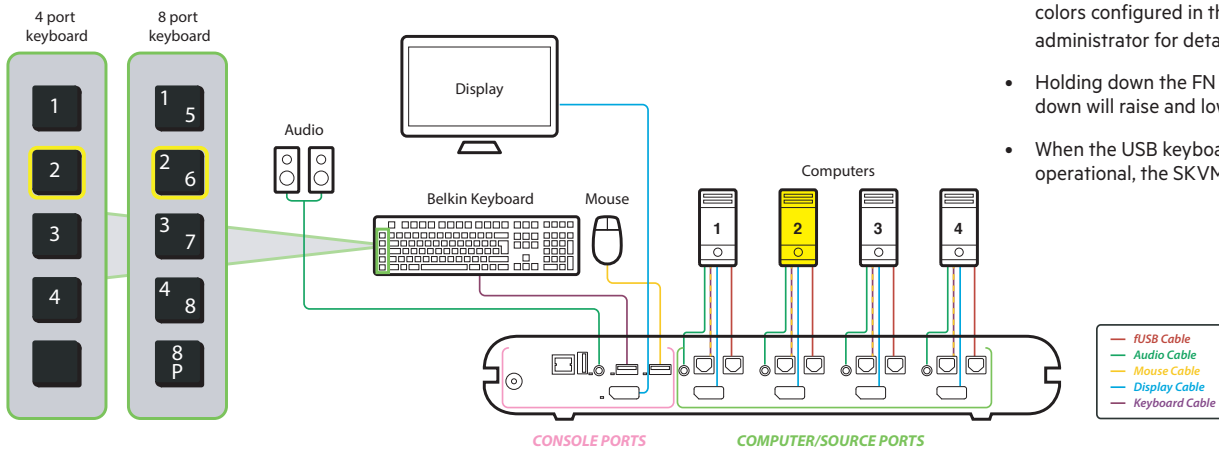 4 port
keyboard
8 port
keyboard
1
2
3
4
1 5
2 6
3 7
4 8
8
P
Audio
Display
Belkin Keyboard
Mouse
Computers
1
2
3
4
CONSOLE PORTS
COMPUTER/SOURCE PORTS
colors configured in th
administrator for deta
• Holding down the FN
down will raise and low
• When the USB keyboa
operational, the SKVM
fUSB Cable
Audio Cable
Mouse Cable
Display Cable
Keyboard Cable